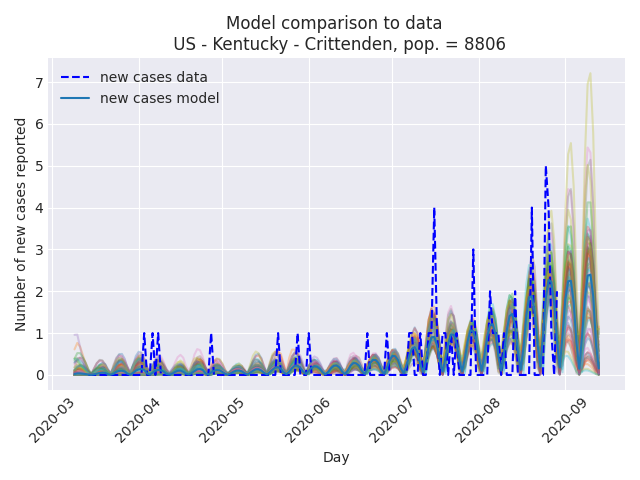 Model comparison to data
US - Kentucky - Crittenden, pop. = 8806
new cases data
new cases model
Number of new cases reported
7
6
5
4
3
2
1
0
2020-03
2020-04
2020-05
2020-06
2020-07
2020-08
2020-09
Day